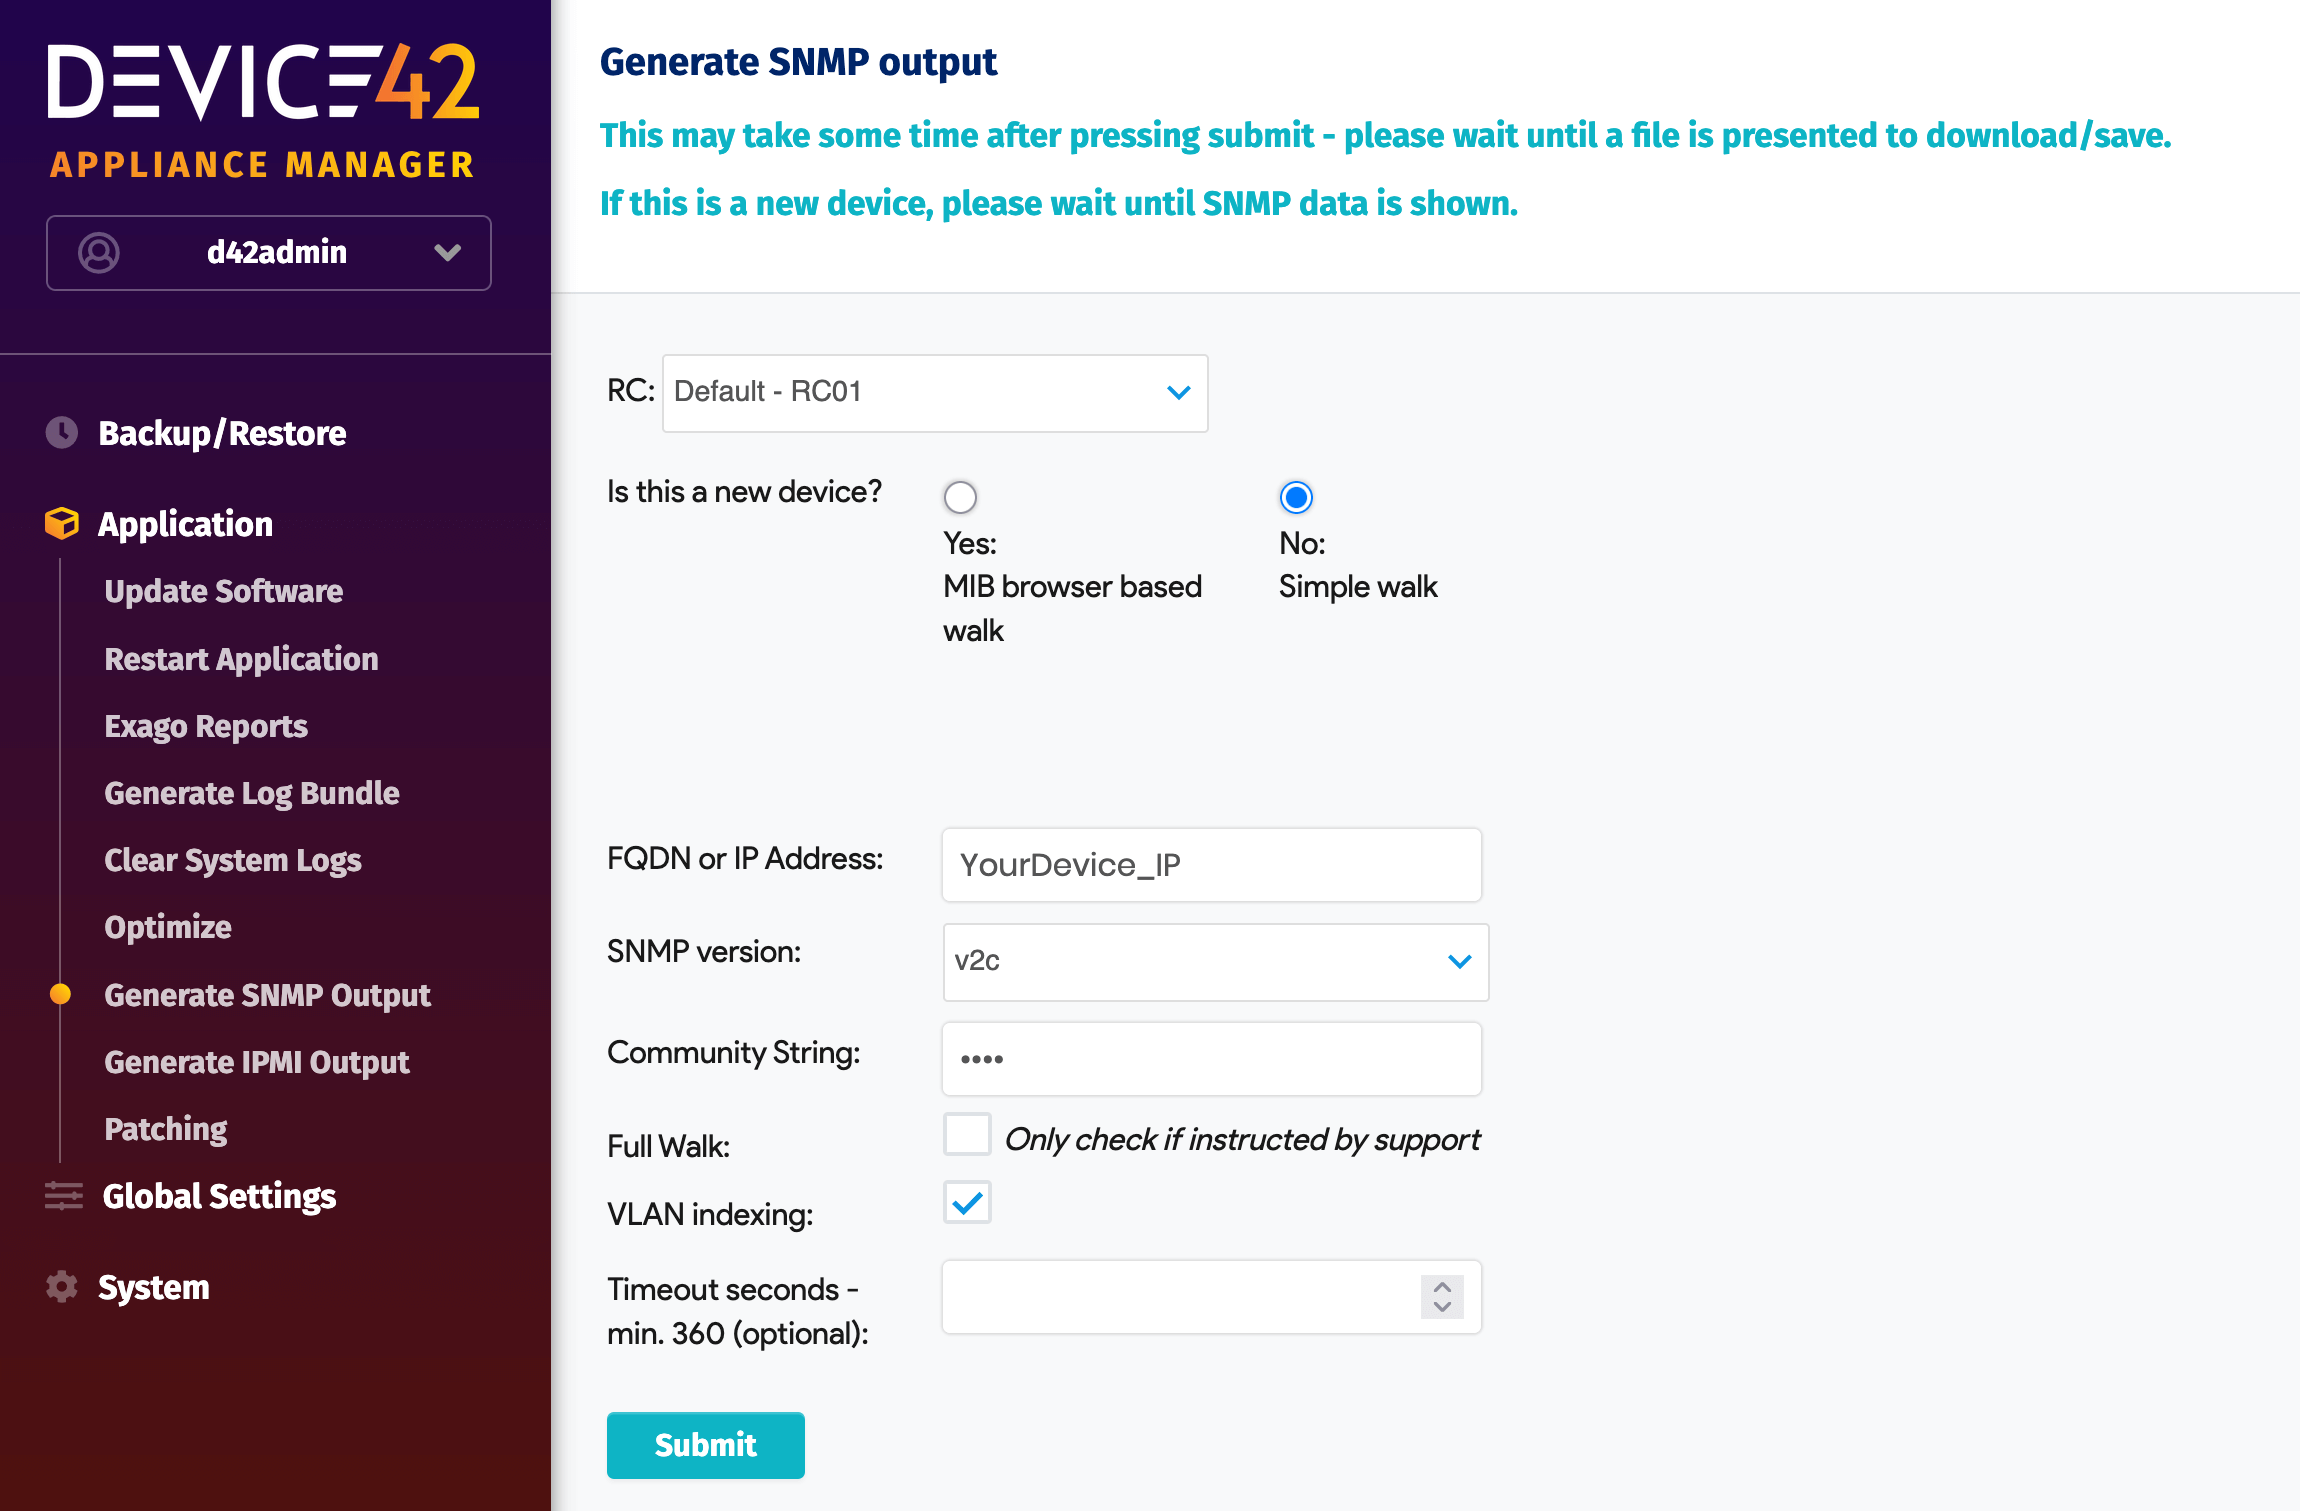 DEVICE42
APPLIANCE MANAGER
d42admin
Backup/Restore
Application
Update Software
Restart Application
Exago Reports
Generate Log Bundle
Clear System Logs
Optimize
Generate SNMP Output
Generate IPMI Output
Patching
Global Settings
System
Generate SNMP output
This may take some time after pressing submit - please wait until a file is presented to download/save.
If this is a new device, please wait until SNMP data is shown.
RC: Default - RC01
Is this a new device?
Yes:
MIB browser based
walk
No:
Simple walk
FQDN or IP Address: YourDevice_IP
SNMP version: v2c
Community String: ••••
Full Walk: Only check if instructed by support
VLAN indexing:
Timeout seconds -
min. 360 (optional):
Submit